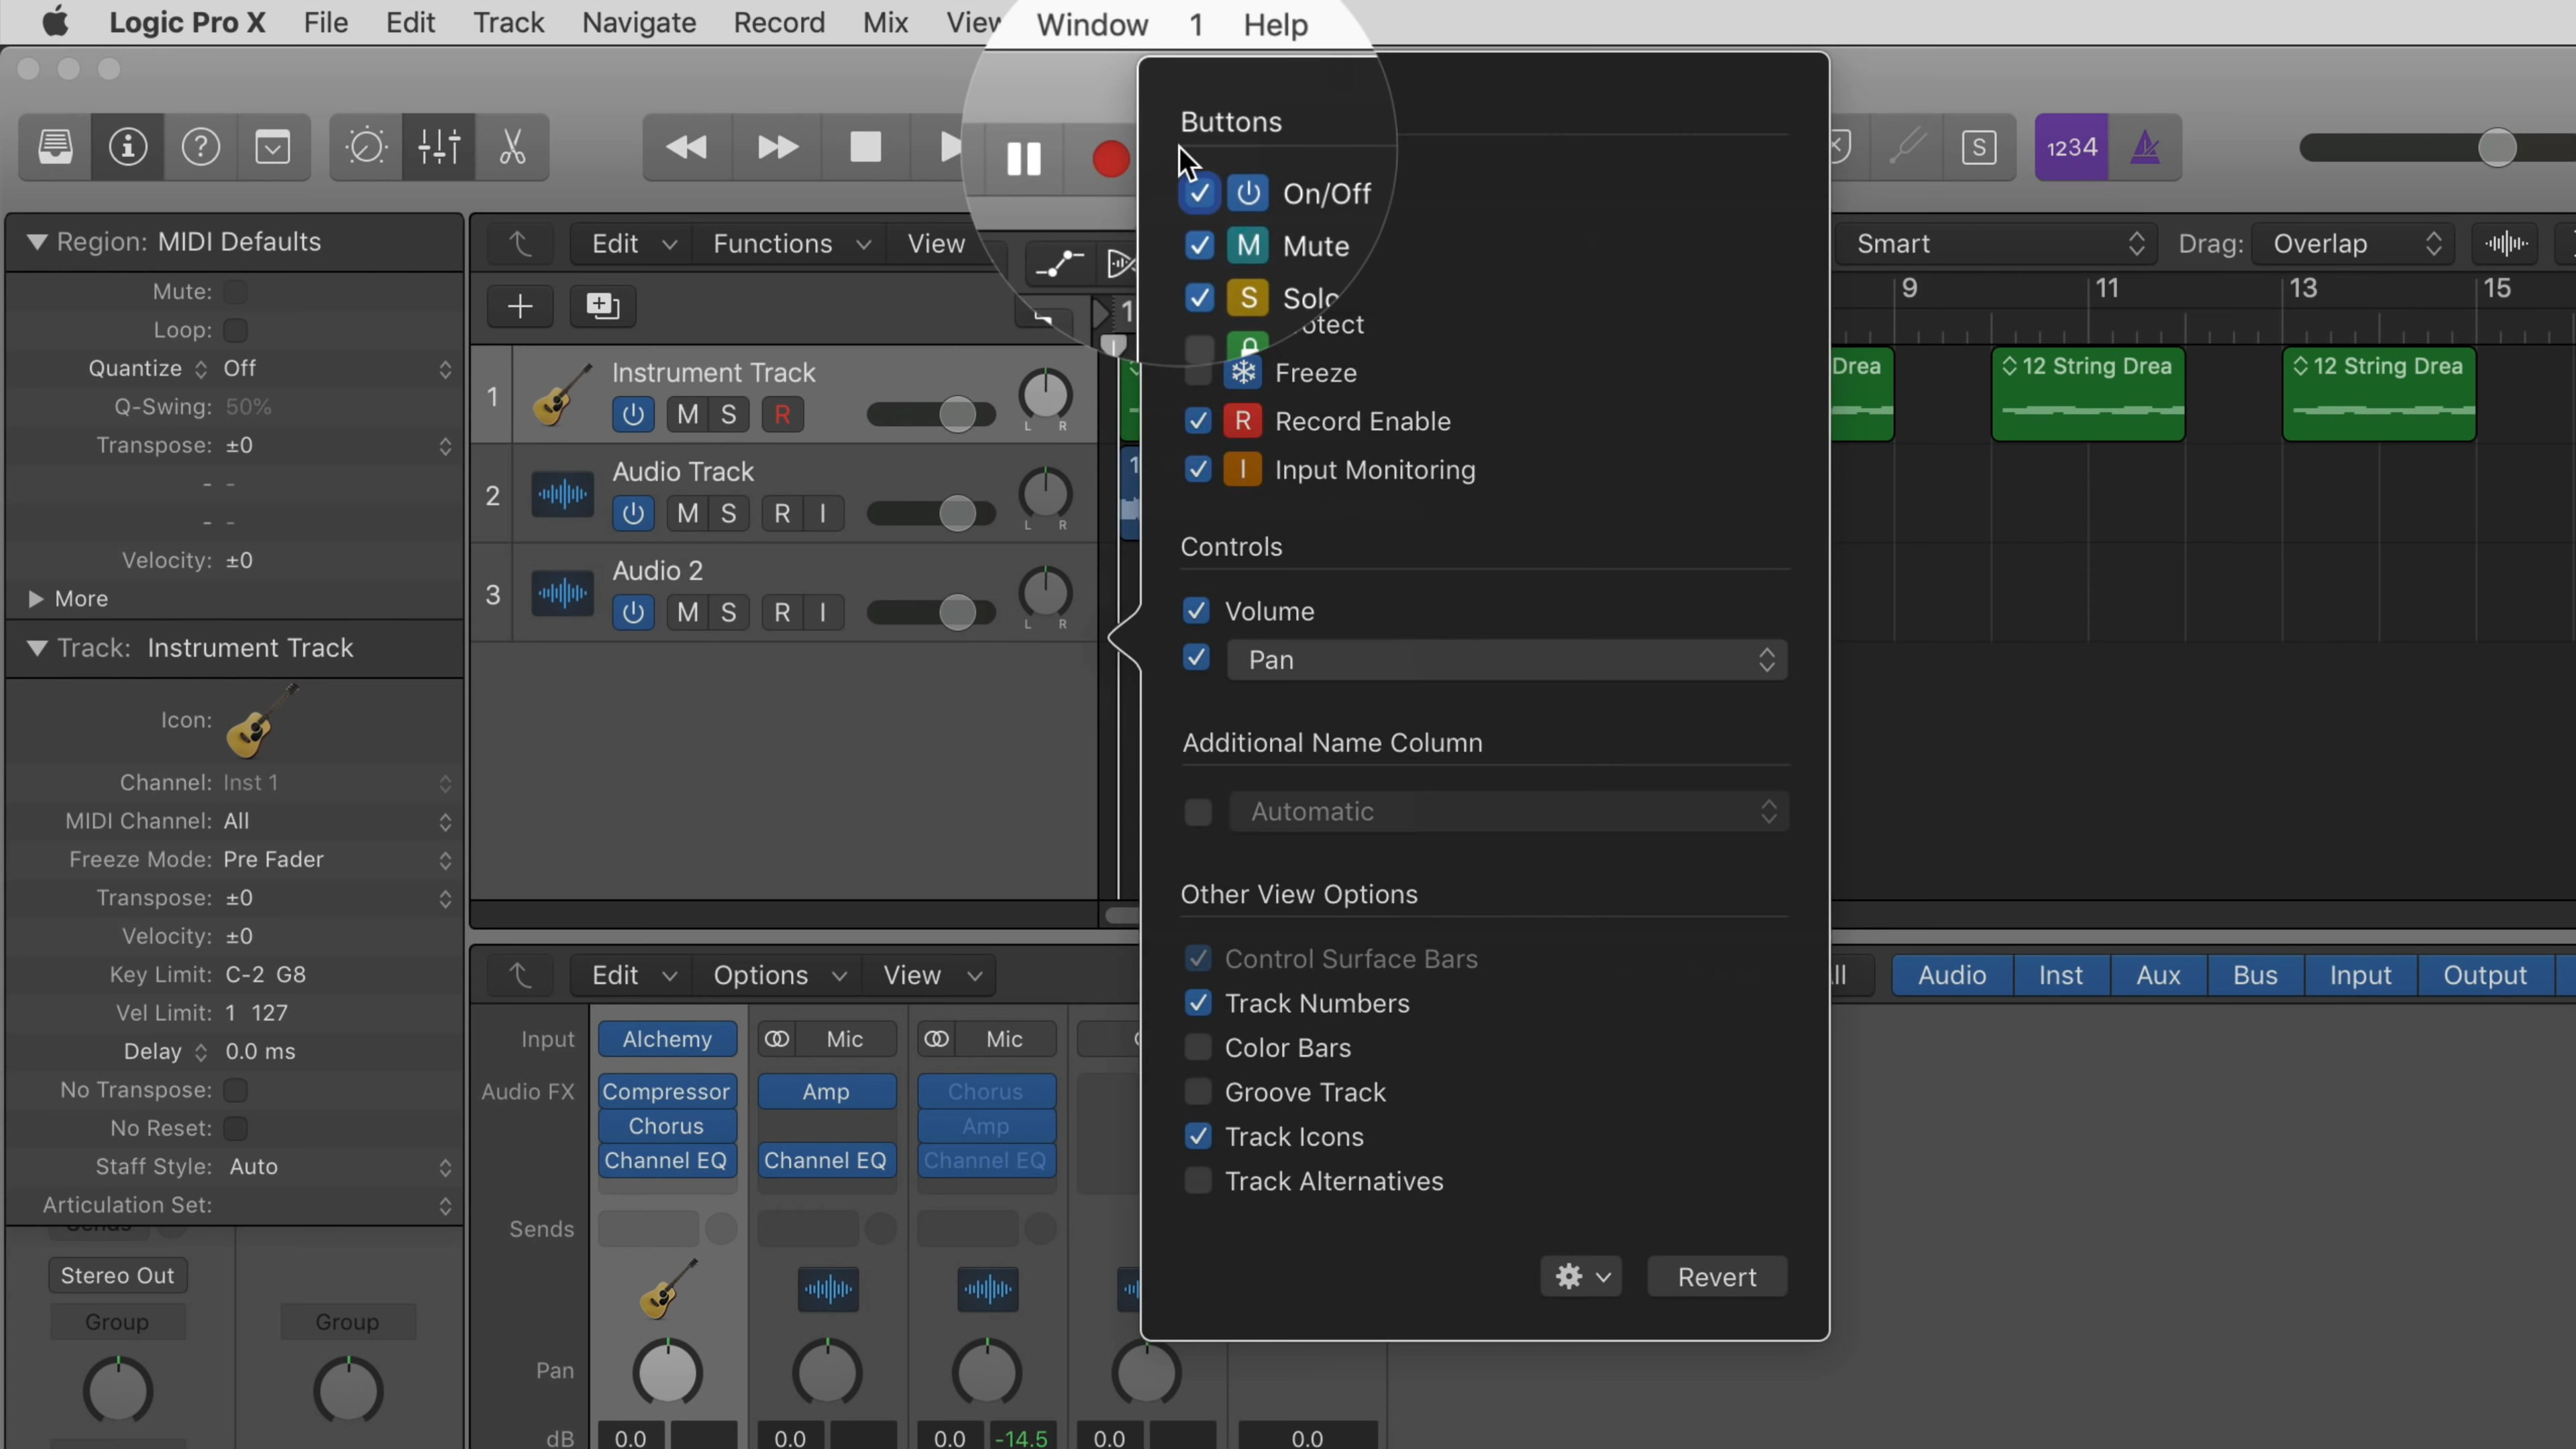 Logic Pro X File Edit Track Navigate Record Mix View Window 1 Help
1234
Region: MIDI Defaults
Mute:
Loop:
Quantize Off
Q-Swing: 50%
Transpose: ±0
- -
- -
Velocity: ±0
More
Track: Instrument Track
Icon:
Channel: Inst 1
MIDI Channel: All
Freeze Mode: Pre Fader
Transpose: ±0
Velocity: ±0
Key Limit: C-2 G8
Vel Limit: 1 127
Delay 0.0 ms
No Transpose:
No Reset:
Staff Style: Auto
Articulation Set:
Stereo Out
Group Group
Edit Functions View
1 Instrument Track
M S R
L R
2 Audio Track
M S R I
L R
3 Audio 2
M S R I
L R
Buttons
On/Off
M Mute
S Solo
Freeze
R Record Enable
I Input Monitoring
Controls
Volume
Pan
Additional Name Column
Automatic
Other View Options
Control Surface Bars
Track Numbers
Color Bars
Groove Track
Track Icons
Track Alternatives
Revert
S
Smart Drag: Overlap
1 9 11 13 15
Drea 12 String Drea 12 String Drea
Edit Options View
Audio Inst Aux Bus Input Output
Input Alchemy Mic Mic
Audio FX Compressor Amp Chorus
Chorus Amp
Channel EQ Channel EQ Channel EQ
Sends
Pan
dB 0.0 0.0 0.0 -14.5 0.0 0.0